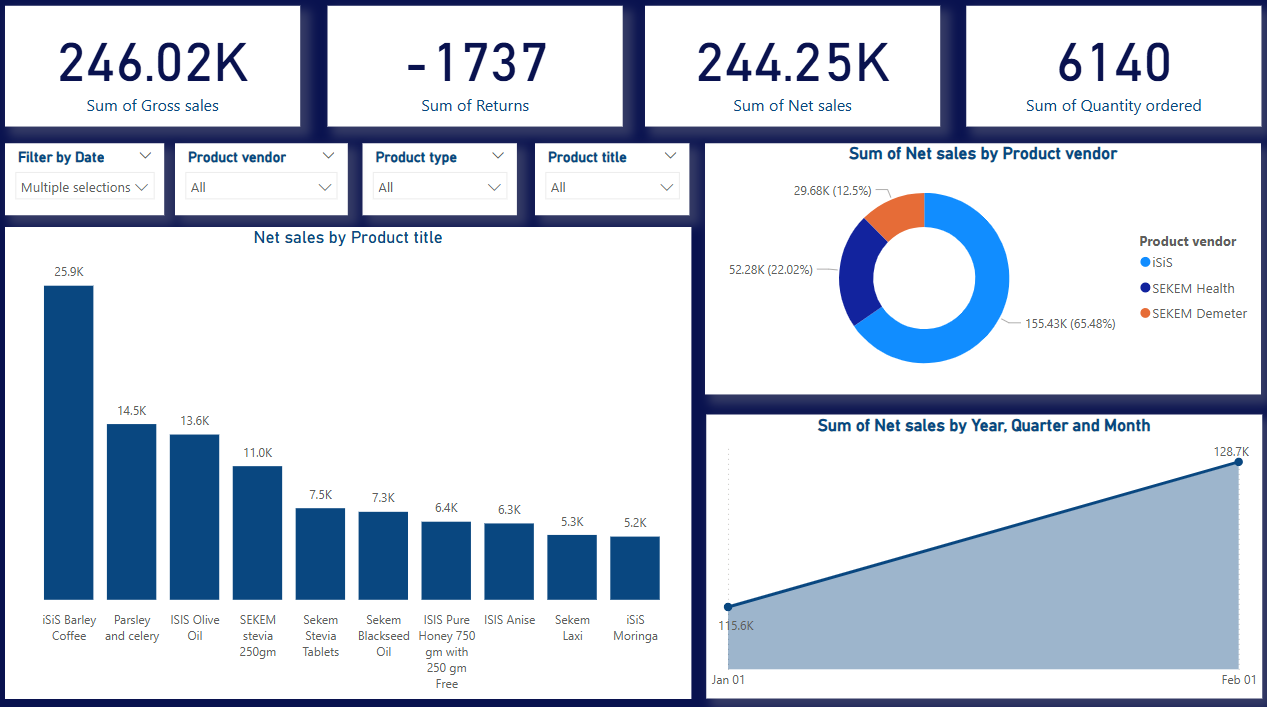 246.02K
Sum of Gross sales
-1737
Sum of Returns
244.25K
Sum of Net sales
6140
Sum of Quantity ordered
Filter by Date
Multiple selections
Product vendor
All
Product type
All
Product title
All
Net sales by Product title
25.9K
14.5K
13.6K
11.0K
7.5K
7.3K
6.4K
6.3K
5.3K
5.2K
iSiS Barley
Coffee
Parsley
and celery
ISIS Olive
Oil
SEKEM
stevia
250gm
Sekem
Stevia
Tablets
Sekem
Blackseed
Oil
ISIS Pure
Honey 750
gm with
250 gm
Free
ISIS Anise
Sekem
Laxi
iSiS
Moringa
Sum of Net sales by Product vendor
29.68K (12.5%)
52.28K (22.02%)
155.43K (65.48%)
Product vendor
iSiS
SEKEM Health
SEKEM Demeter
Sum of Net sales by Year, Quarter and Month
128.7K
115.6K
Jan 01
Feb 01